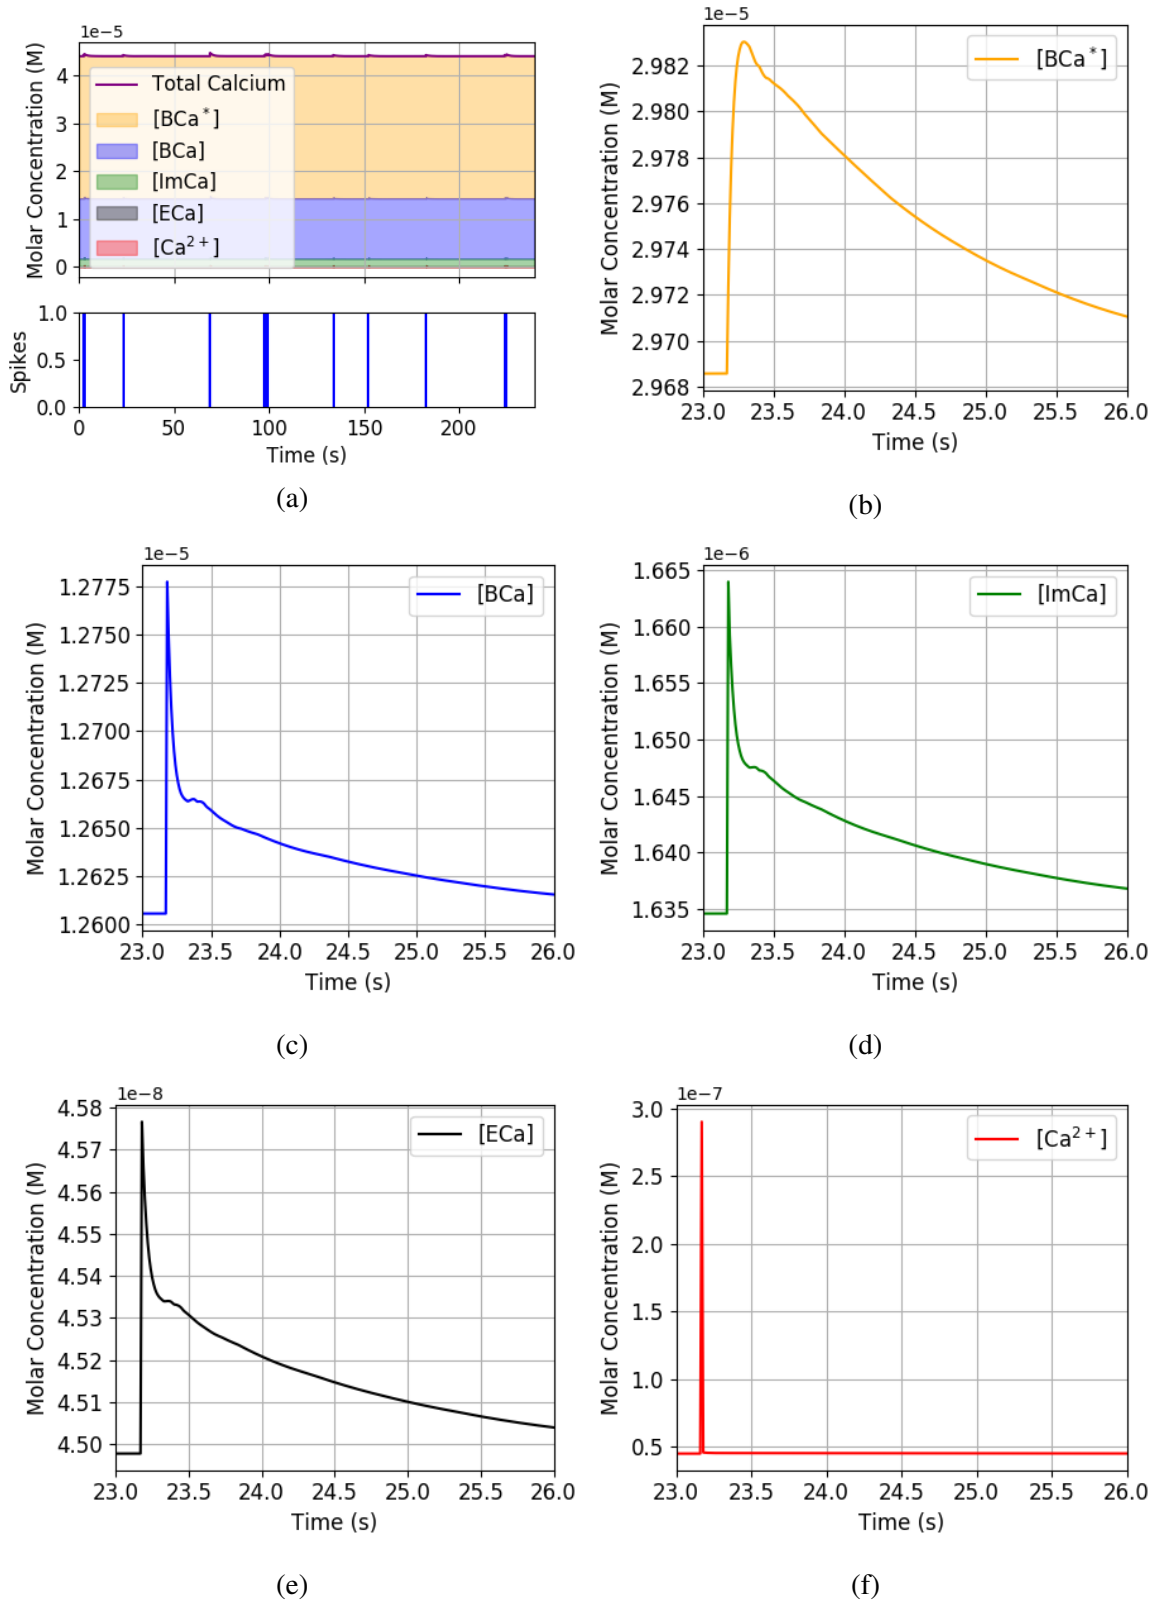 1e−5
Molar Concentration (M)
4
3
2
1
0
Total Calcium
[BCa*]
[BCa]
[ImCa]
[ECa]
[Ca2+]
Spikes
1.0
0.5
0.0
0 50 100 150 200
Time (s)
(a)
1e−5
Molar Concentration (M)
2.982
2.980
2.978
2.976
2.974
2.972
2.970
2.968
[BCa*]
23.0 23.5 24.0 24.5 25.0 25.5 26.0
Time (s)
(b)
1e−5
Molar Concentration (M)
1.2775
1.2750
1.2725
1.2700
1.2675
1.2650
1.2625
1.2600
[BCa]
23.0 23.5 24.0 24.5 25.0 25.5 26.0
Time (s)
(c)
1e−6
Molar Concentration (M)
1.665
1.660
1.655
1.650
1.645
1.640
1.635
[ImCa]
23.0 23.5 24.0 24.5 25.0 25.5 26.0
Time (s)
(d)
1e−8
Molar Concentration (M)
4.58
4.57
4.56
4.55
4.54
4.53
4.52
4.51
4.50
[ECa]
23.0 23.5 24.0 24.5 25.0 25.5 26.0
Time (s)
(e)
1e−7
Molar Concentration (M)
3.0
2.5
2.0
1.5
1.0
0.5
[Ca2+]
23.0 23.5 24.0 24.5 25.0 25.5 26.0
Time (s)
(f)